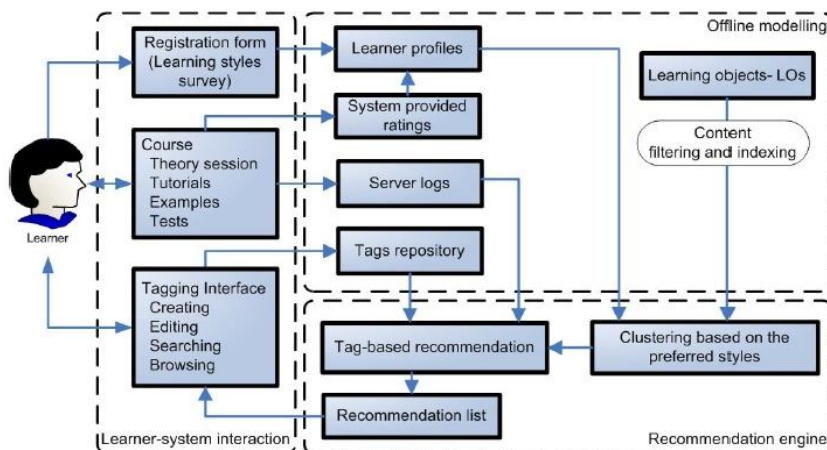 Offline modelling
Registration form
(Learning styles
survey)
Learner profiles
Learning objects- LOs
System provided
ratings
Content
filtering and indexing
Course
Theory session
Tutorials
Examples
Tests
Server logs
Learner
Tags repository
Tagging Interface
Creating
Editing
Searching
Browsing
Tag-based recommendation
Clustering based on the
preferred styles
Recommendation list
Learner-system interaction
Recommendation engine